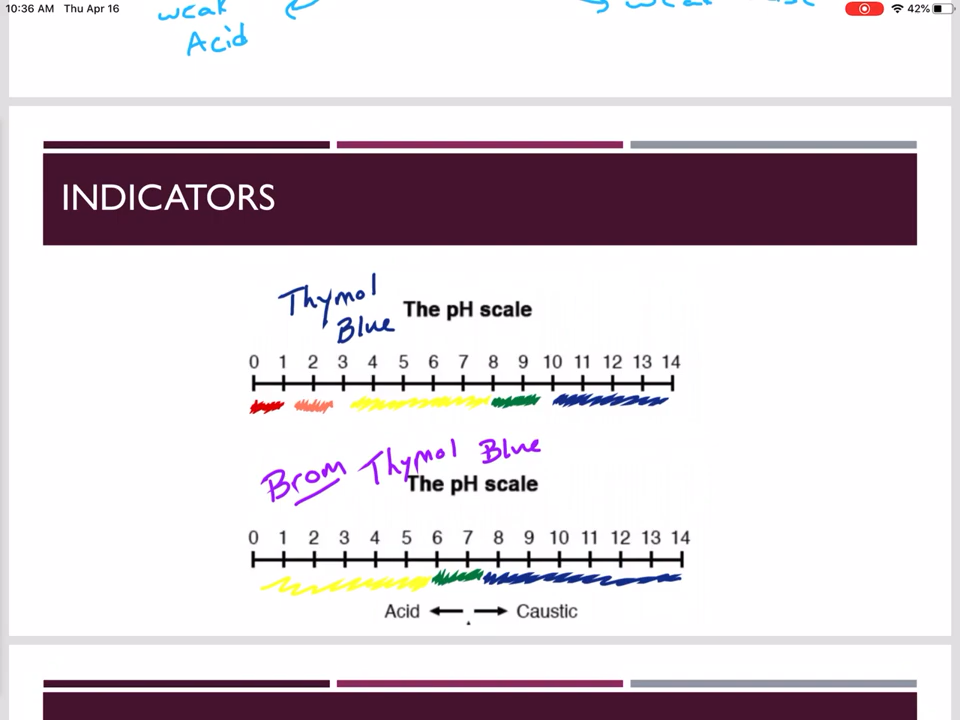 10:36 AM Thu Apr 16
42%
weak
Acid
INDICATORS
Thymol
Blue
The pH scale
0 1 2 3 4 5 6 7 8 9 10 11 12 13 14
Brom Thymol Blue
The pH scale
0 1 2 3 4 5 6 7 8 9 10 11 12 13 14
Acid Caustic